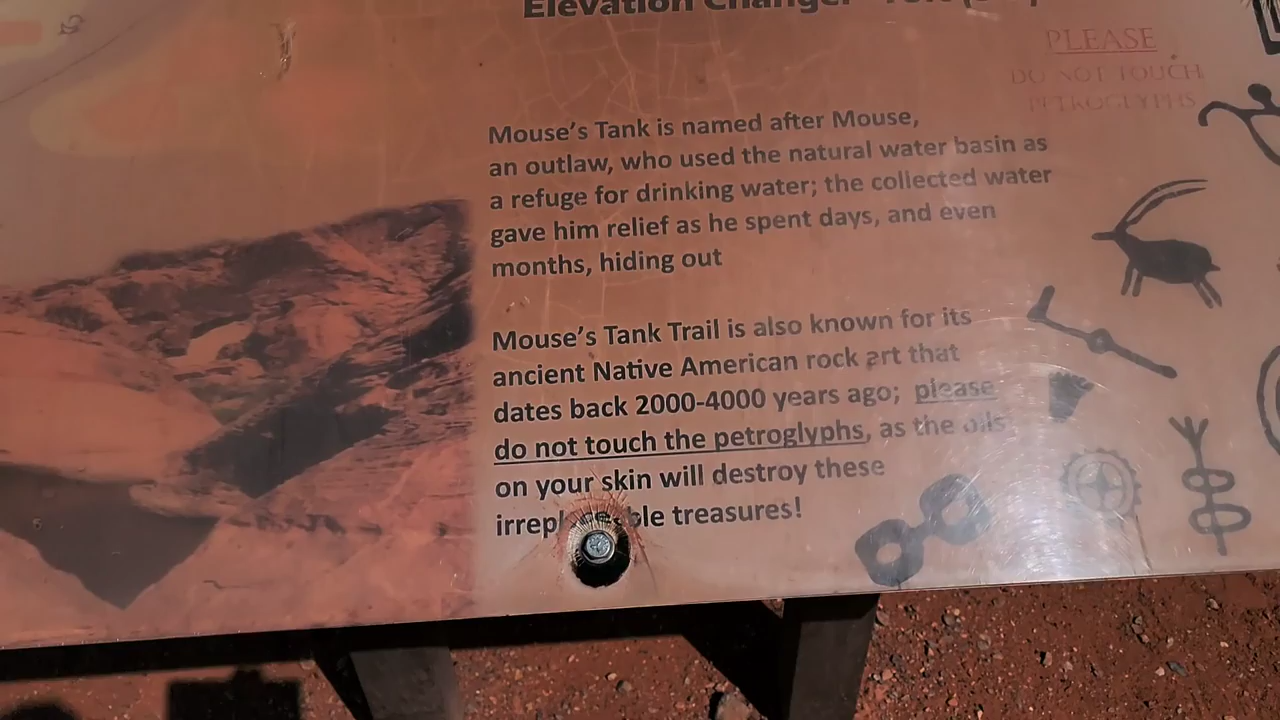 Elevation Change:
PLEASE
DO NOT TOUCH
PETROGLYPHS
Mouse's Tank is named after Mouse,
an outlaw, who used the natural water basin as
a refuge for drinking water; the collected water
gave him relief as he spent days, and even
months, hiding out
Mouse's Tank Trail is also known for its
ancient Native American rock art that
dates back 2000-4000 years ago; please
do not touch the petroglyphs, as the oils
on your skin will destroy these
treasures!